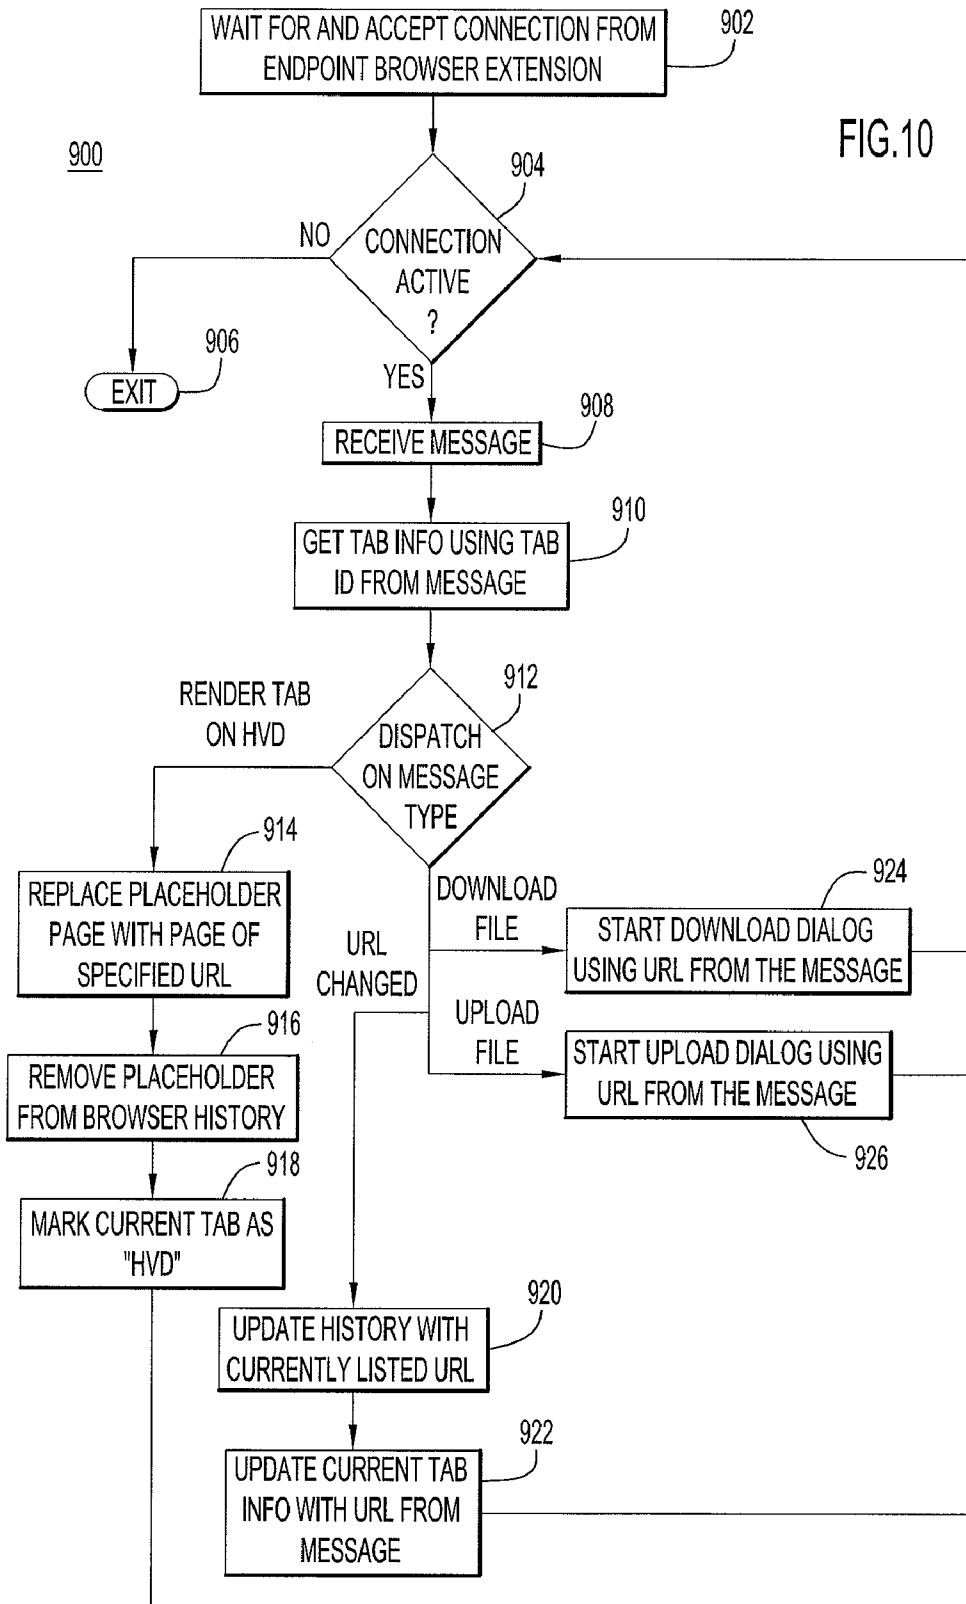 WAIT FOR AND ACCEPT CONNECTION FROM
ENDPOINT BROWSER EXTENSION
902
FIG.10
900
904
NO
CONNECTION
ACTIVE
?
906
EXIT
YES
908
RECEIVE MESSAGE
910
GET TAB INFO USING TAB
ID FROM MESSAGE
912
RENDER TAB
ON HVD
DISPATCH
ON MESSAGE
TYPE
914
REPLACE PLACEHOLDER
PAGE WITH PAGE OF
SPECIFIED URL
DOWNLOAD
FILE
924
START DOWNLOAD DIALOG
USING URL FROM THE MESSAGE
URL
CHANGED
916
REMOVE PLACEHOLDER
FROM BROWSER HISTORY
UPLOAD
FILE
START UPLOAD DIALOG USING
URL FROM THE MESSAGE
926
918
MARK CURRENT TAB AS
"HVD"
920
UPDATE HISTORY WITH
CURRENTLY LISTED URL
922
UPDATE CURRENT TAB
INFO WITH URL FROM
MESSAGE